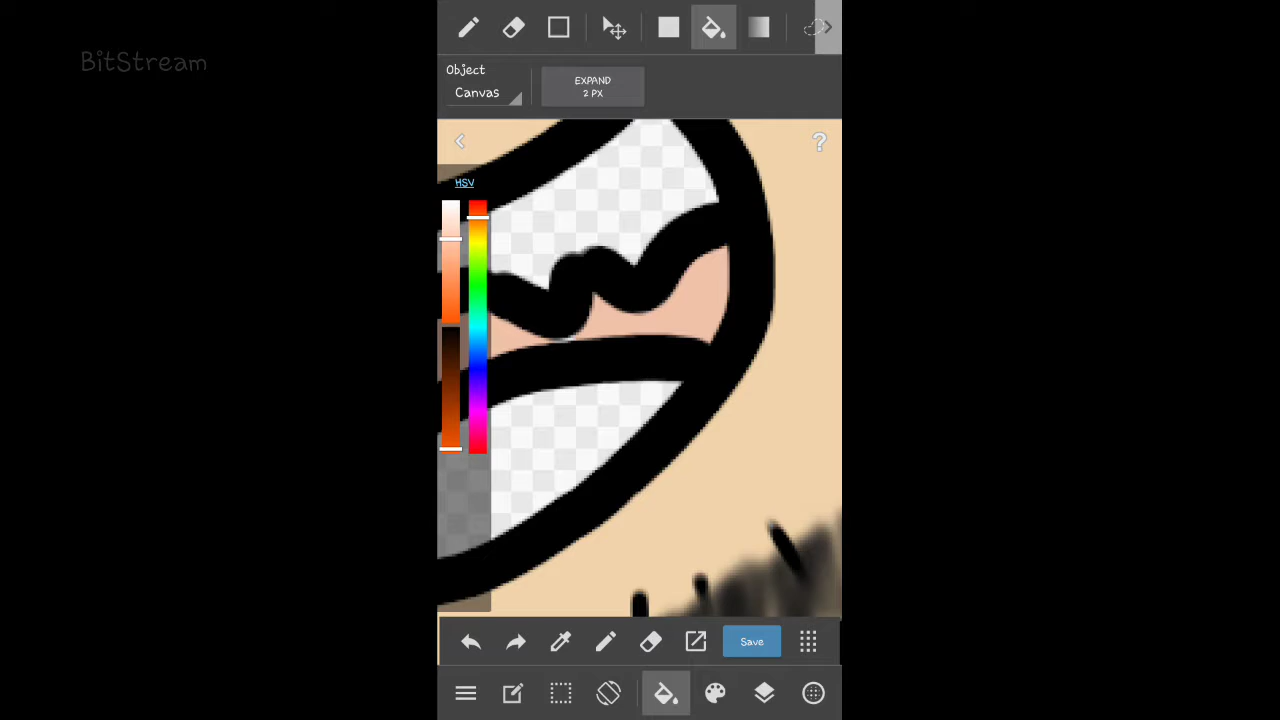 BitStream
Object
Canvas
EXPAND
2 PX
?
HSV
Save